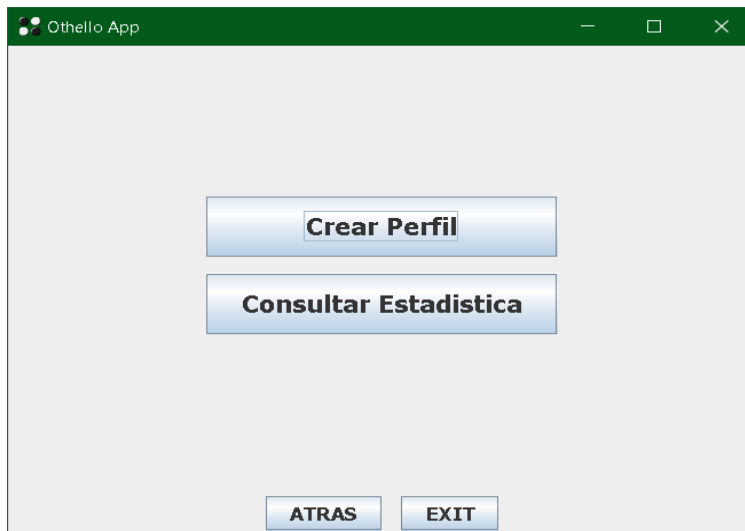 Othello App
Crear Perfil
Consultar Estadistica
ATRAS EXIT